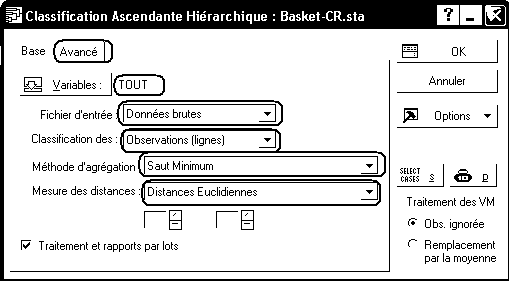 Classification Ascendante Hiérarchique : Basket-CR.sta
? _
Base Avancé
OK
Variables : TOUT
Annuler
Fichier d'entrée : Données brutes
Options
Classification des : Observations (lignes)
Méthode d'agrégation : Saut Minimum
SELECT CASES S D
Mesure des distances : Distances Euclidiennes
Traitement des VM
Obs. ignorée
Traitement et rapports par lots
Remplacement
par la moyenne